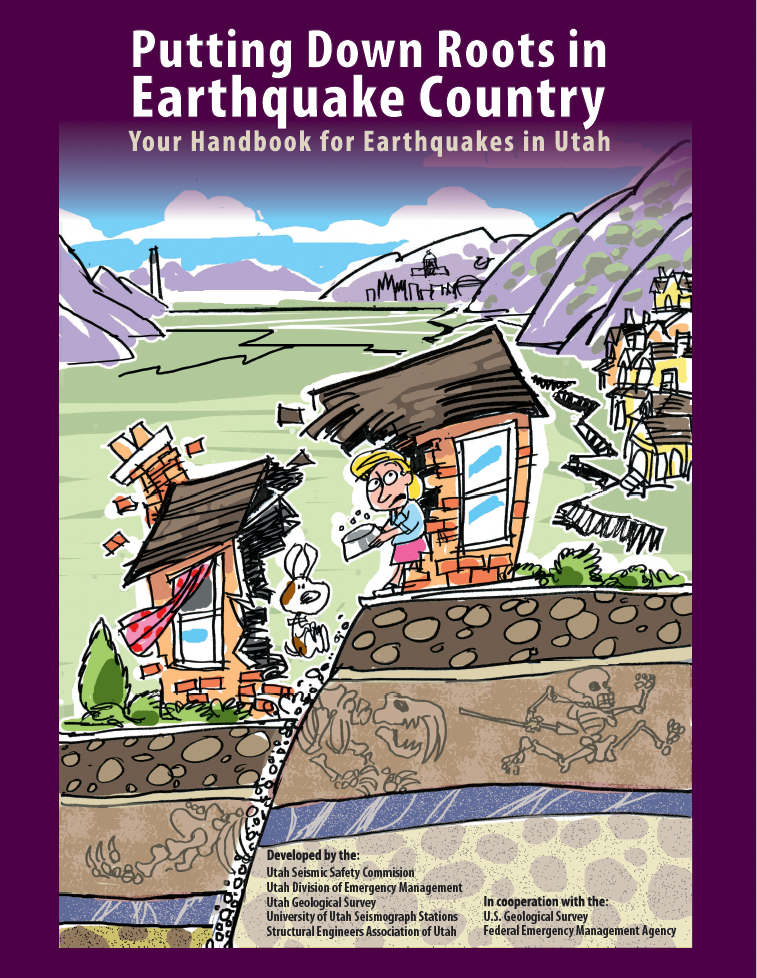 Putting Down Roots in
Earthquake Country
Your Handbook for Earthquakes in Utah
Developed by the:
Utah Seismic Safety Commision
Utah Division of Emergency Management
Utah Geological Survey
University of Utah Seismograph Stations
Structural Engineers Association of Utah
In cooperation with the:
U.S. Geological Survey
Federal Emergency Management Agency